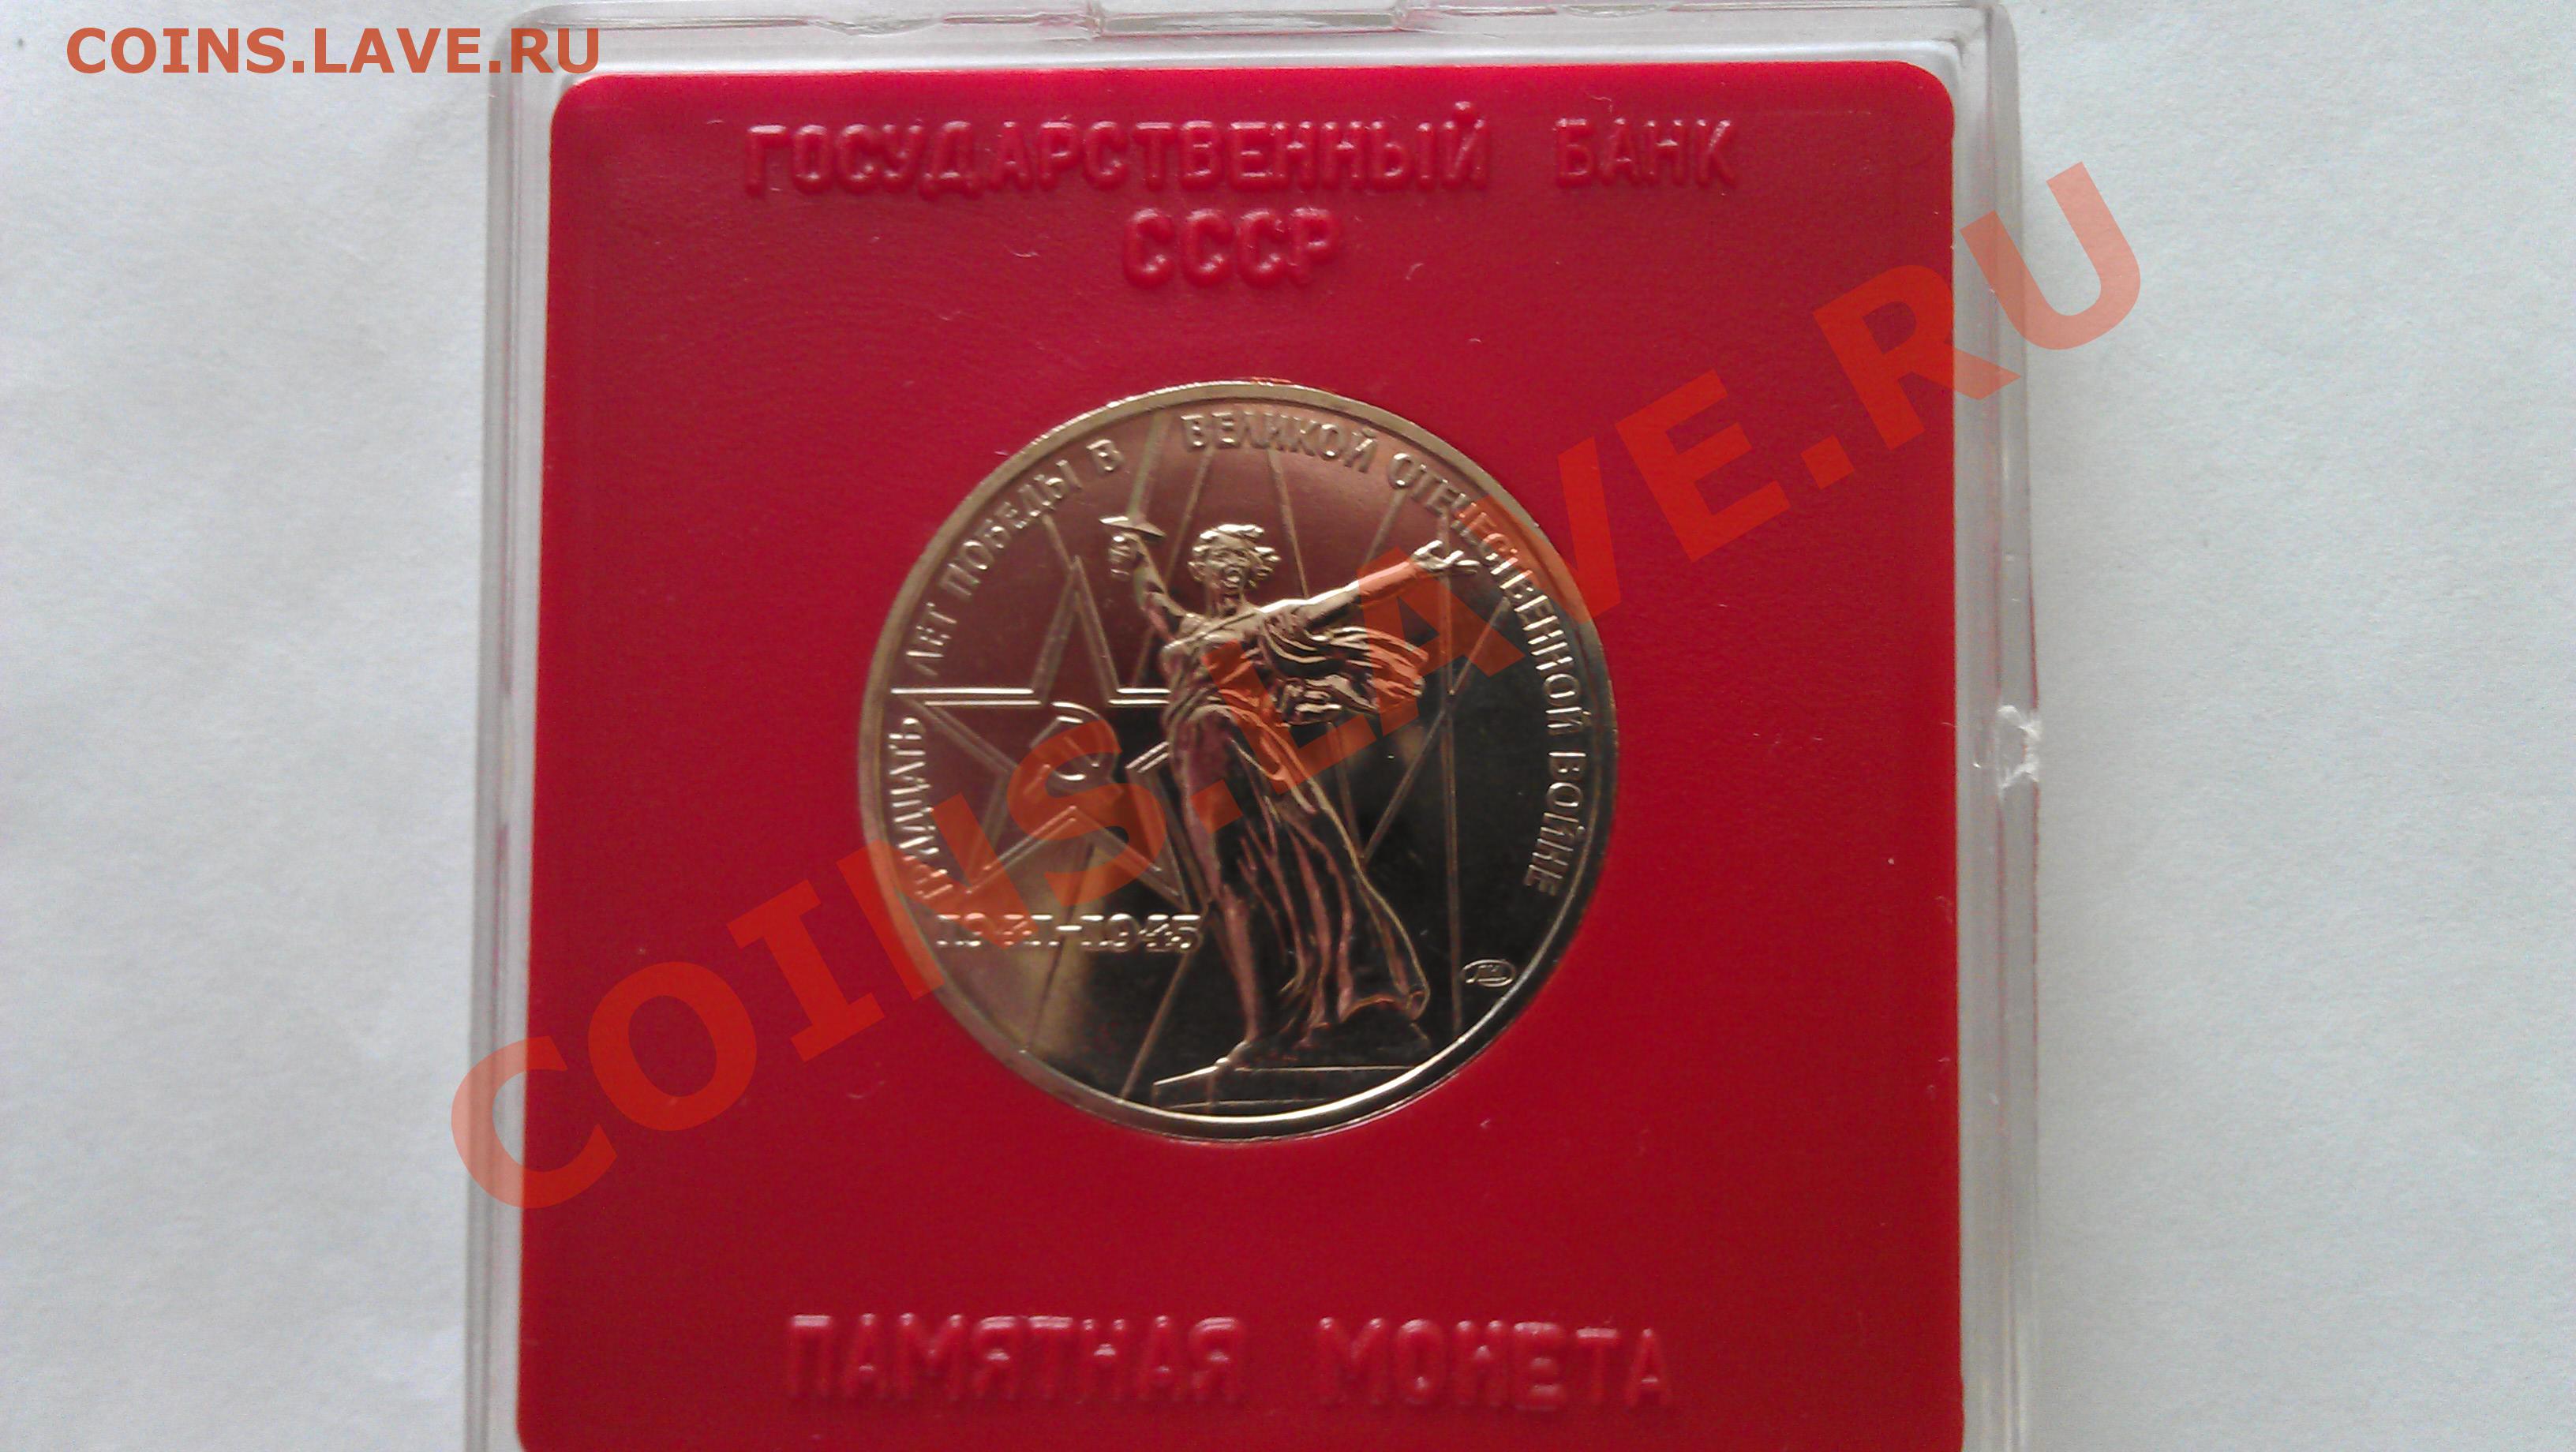 COINS.LAVE.RU
ГОСУДАРСТВЕННЫЙ БАНК
СССР
ТРИДЦАТЬ ЛЕТ ПОБЕДЫ В ВЕЛИКОЙ ОТЕЧЕСТВЕННОЙ ВОЙНЕ
1941-1945
ЛМД
COINS.LAVE.RU
ПАМЯТНАЯ МОНЕТА